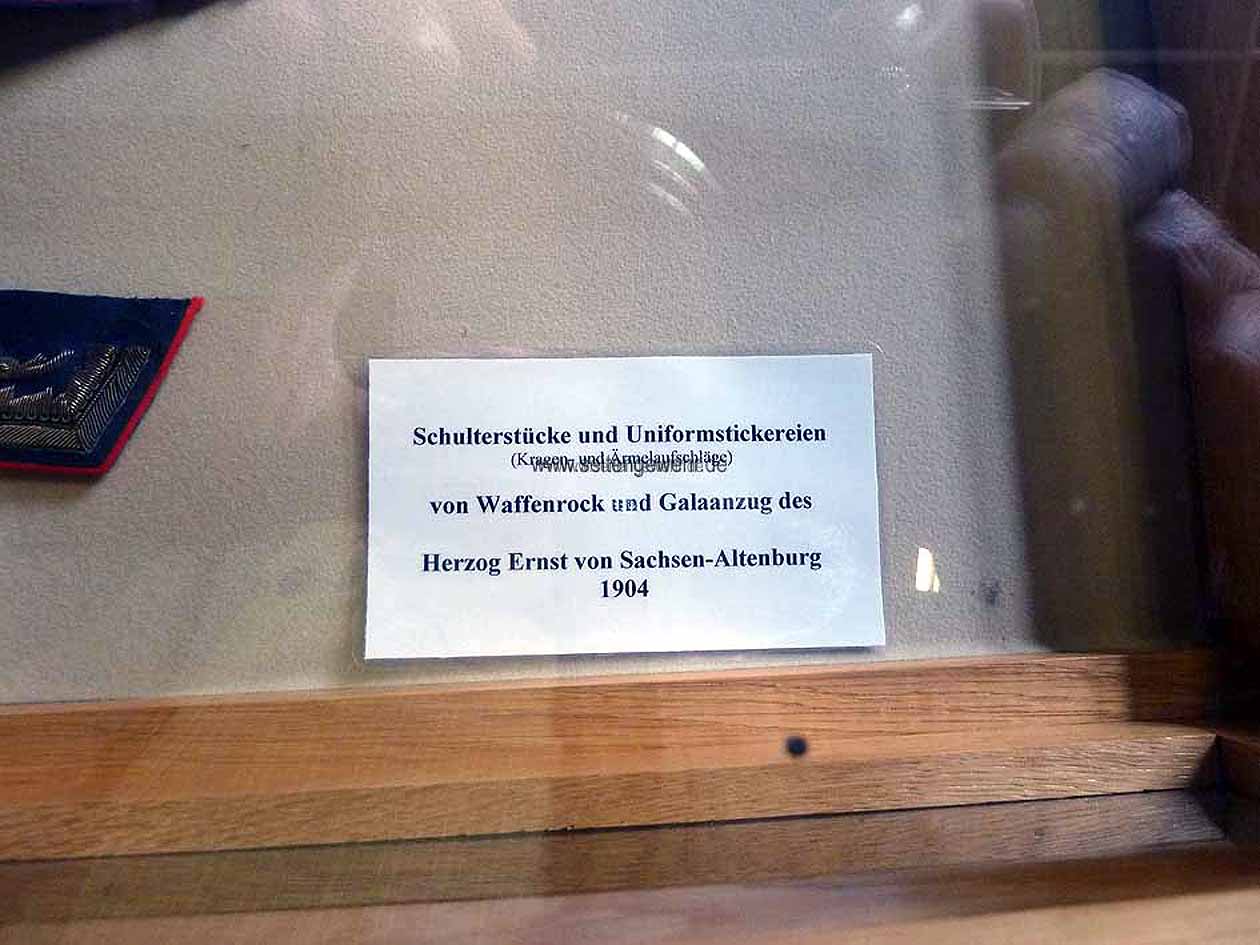 Schulterstücke und Uniformstickereien
(Kragen- und Ärmelaufschläge)
von Waffenrock und Galaanzug des
Herzog Ernst von Sachsen-Altenburg
1904